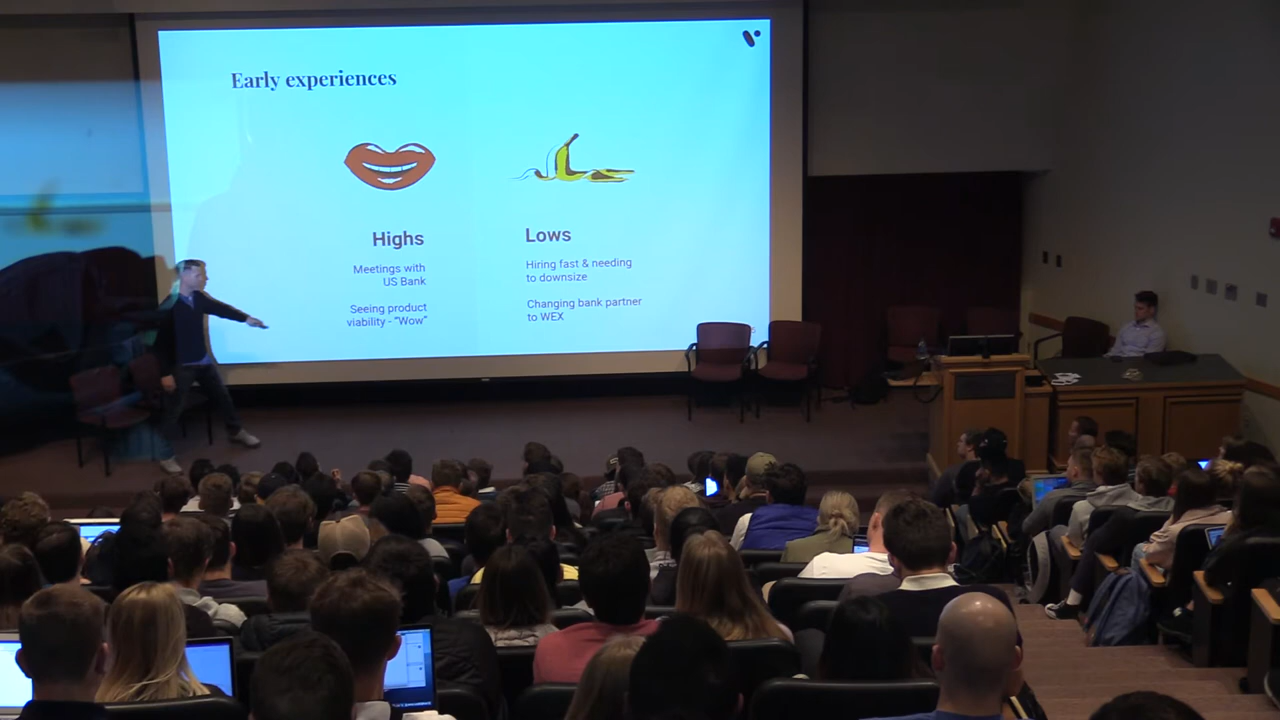 Early experiences
Highs
Meetings with
US Bank
Seeing product
viability - “Wow”
Lows
Hiring fast & needing
to downsize
Changing bank partner
to WEX